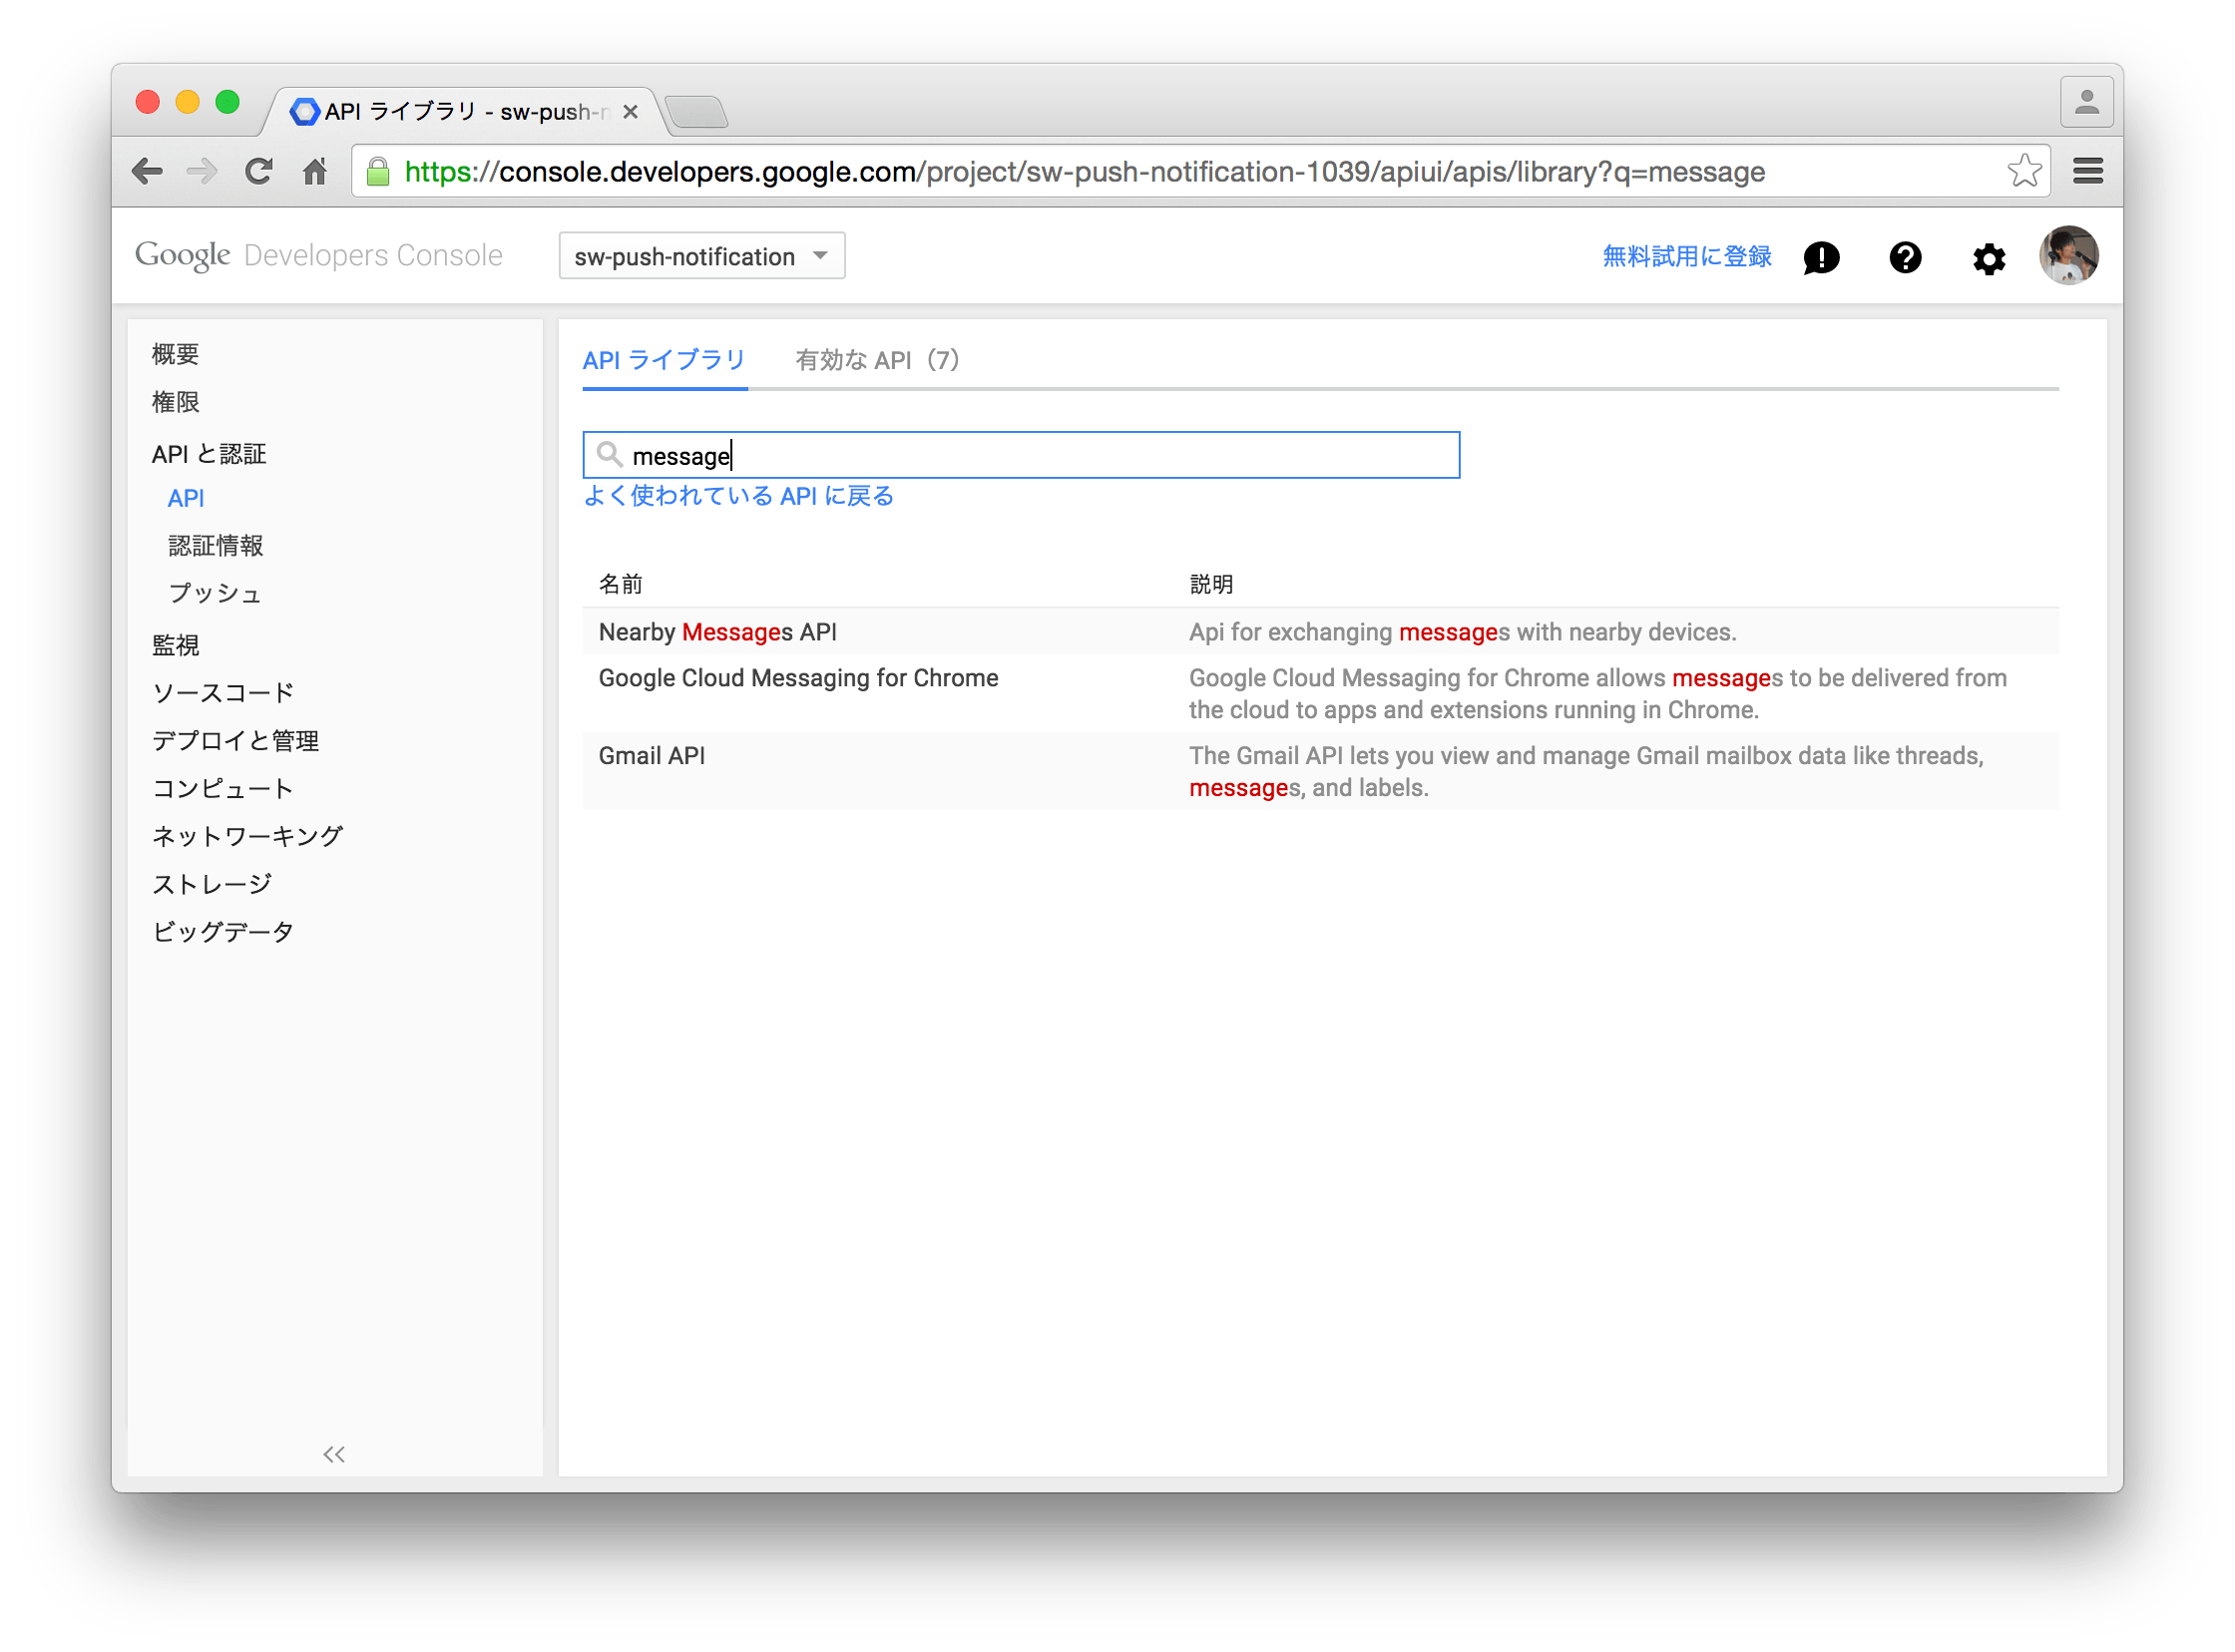 API ライブラリ - sw-push-n
https://console.developers.google.com/project/sw-push-notification-1039/apiui/apis/library?q=message
Google Developers Console
sw-push-notification
無料試用に登録
概要
権限
API と認証
API
認証情報
プッシュ
監視
ソースコード
デプロイと管理
コンピュート
ネットワーキング
ストレージ
ビッグデータ
API ライブラリ
有効な API（7）
message
よく使われている API に戻る
名前
説明
Nearby Messages API
Api for exchanging messages with nearby devices.
Google Cloud Messaging for Chrome
Google Cloud Messaging for Chrome allows messages to be delivered from
the cloud to apps and extensions running in Chrome.
Gmail API
The Gmail API lets you view and manage Gmail mailbox data like threads,
messages, and labels.